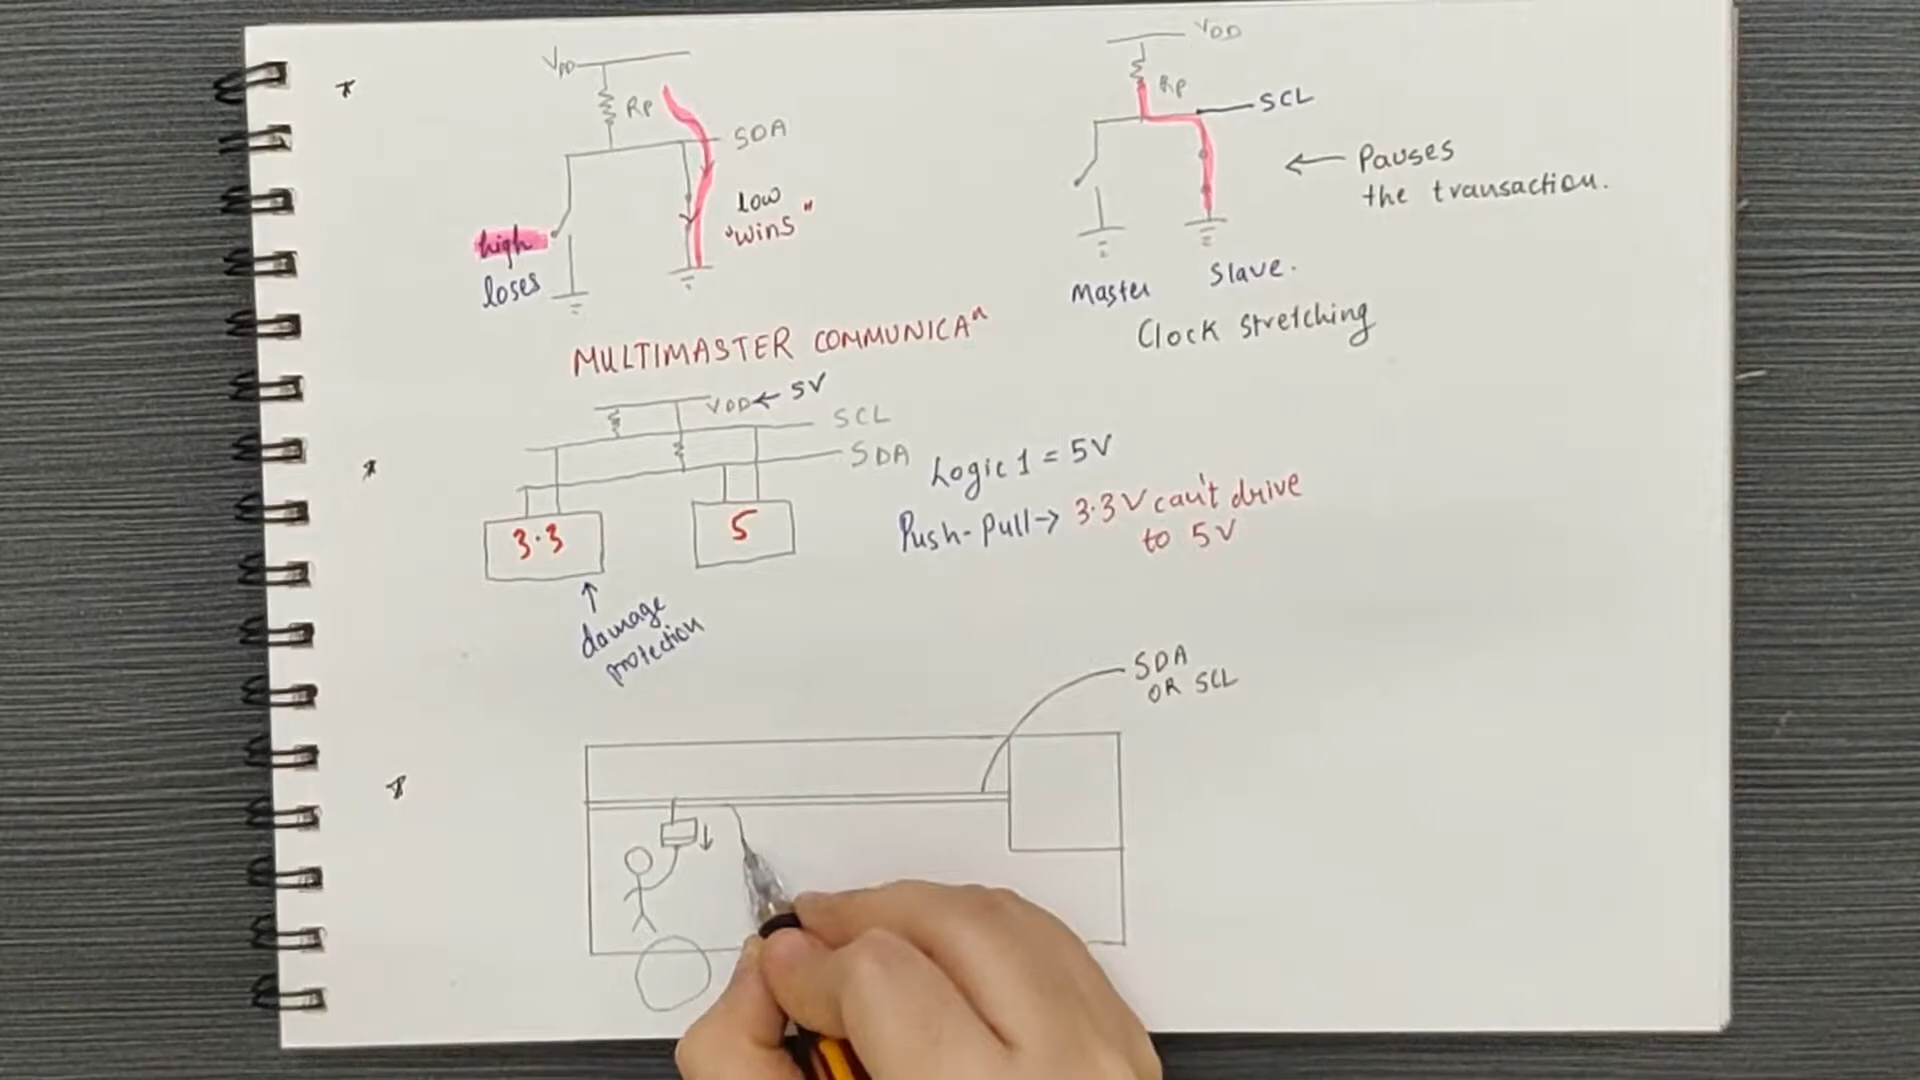 VDD
Rp
SDA
low
"wins"
high
loses
MULTIMASTER COMMUNICAⁿ
VDD
Rp
SCL
← Pauses
the transaction.
Master
Slave.
Clock stretching
VDD ← 5V
SCL
SDA
3.3
5
↑
damage
protection
Logic 1 = 5V
Push-pull → 3.3V can't drive
to 5V
SDA
OR SCL